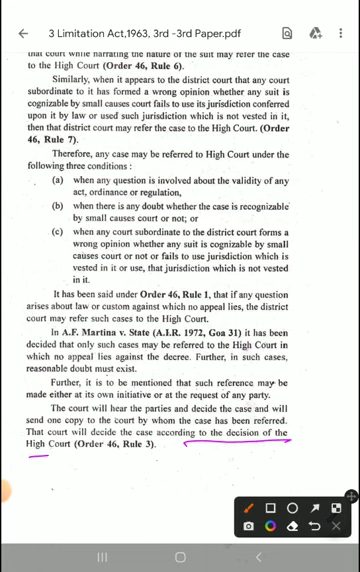 3 Limitation Act,1963, 3rd -3rd Paper.pdf
that court while narrating the nature of the suit may refer the case
to the High Court (Order 46, Rule 6).
Similarly, when it appears to the district court that any court
subordinate to it has formed a wrong opinion whether any suit is
cognizable by small causes court fails to use its jurisdiction conferred
upon it by law or used such jurisdiction which is not vested in it,
then that district court may refer the case to the High Court. (Order
46, Rule 7).
Therefore, any case may be referred to High Court under the
following three conditions :
(a) when any question is involved about the validity of any
act, ordinance or regulation,
(b) when there is any doubt whether the case is recognizable
by small causes court or not; or
(c) when any court subordinate to the district court forms a
wrong opinion whether any suit is cognizable by small
causes court or not or fails to use jurisdiction which is
vested in it or use, that jurisdiction which is not vested
in it.
It has been said under Order 46, Rule 1, that if any question
arises about law or custom against which no appeal lies, the district
court may refer such cases to the High Court.
In A.F. Martina v. State (A.I.R. 1972, Goa 31) it has been
decided that only such cases may be referred to the High Court in
which no appeal lies against the decree. Further, in such cases,
reasonable doubt must exist.
Further, it is to be mentioned that such reference may be
made either at its own initiative or at the request of any party.
The court will hear the parties and decide the case and will
send one copy to the court by whom the case has been referred.
That court will decide the case according to the decision of the
High Court (Order 46, Rule 3).